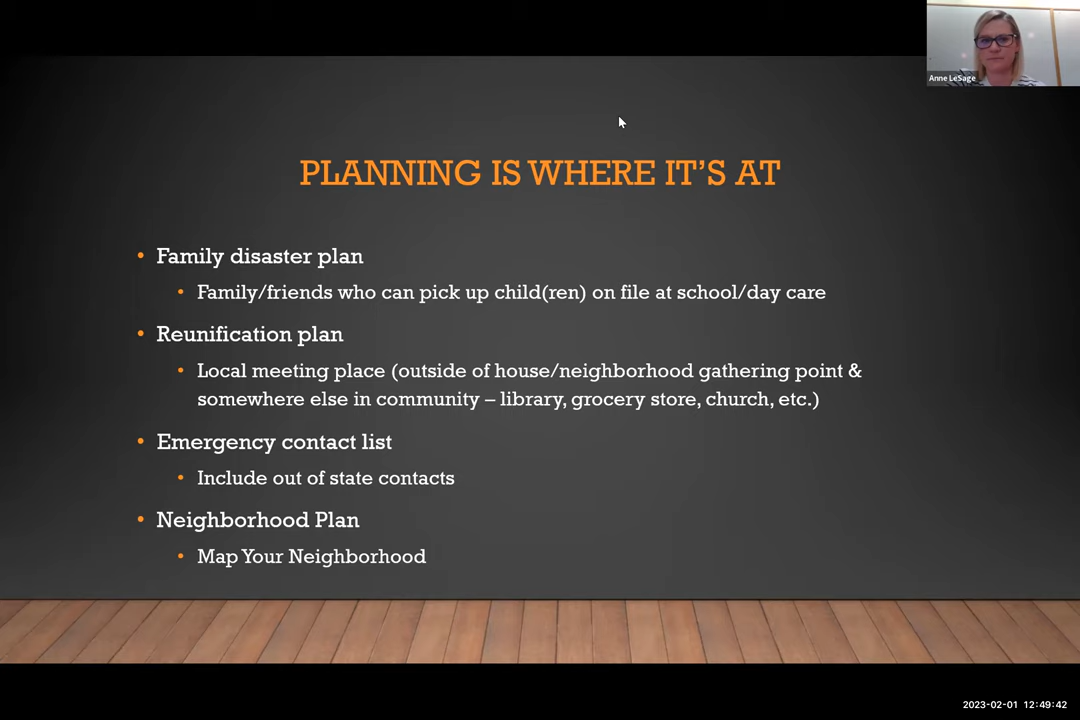 Anne LeSage
PLANNING IS WHERE IT’S AT
• Family disaster plan
• Family/friends who can pick up child(ren) on file at school/day care
• Reunification plan
• Local meeting place (outside of house/neighborhood gathering point &
somewhere else in community – library, grocery store, church, etc.)
• Emergency contact list
• Include out of state contacts
• Neighborhood Plan
• Map Your Neighborhood
2023-02-01 12:49:42